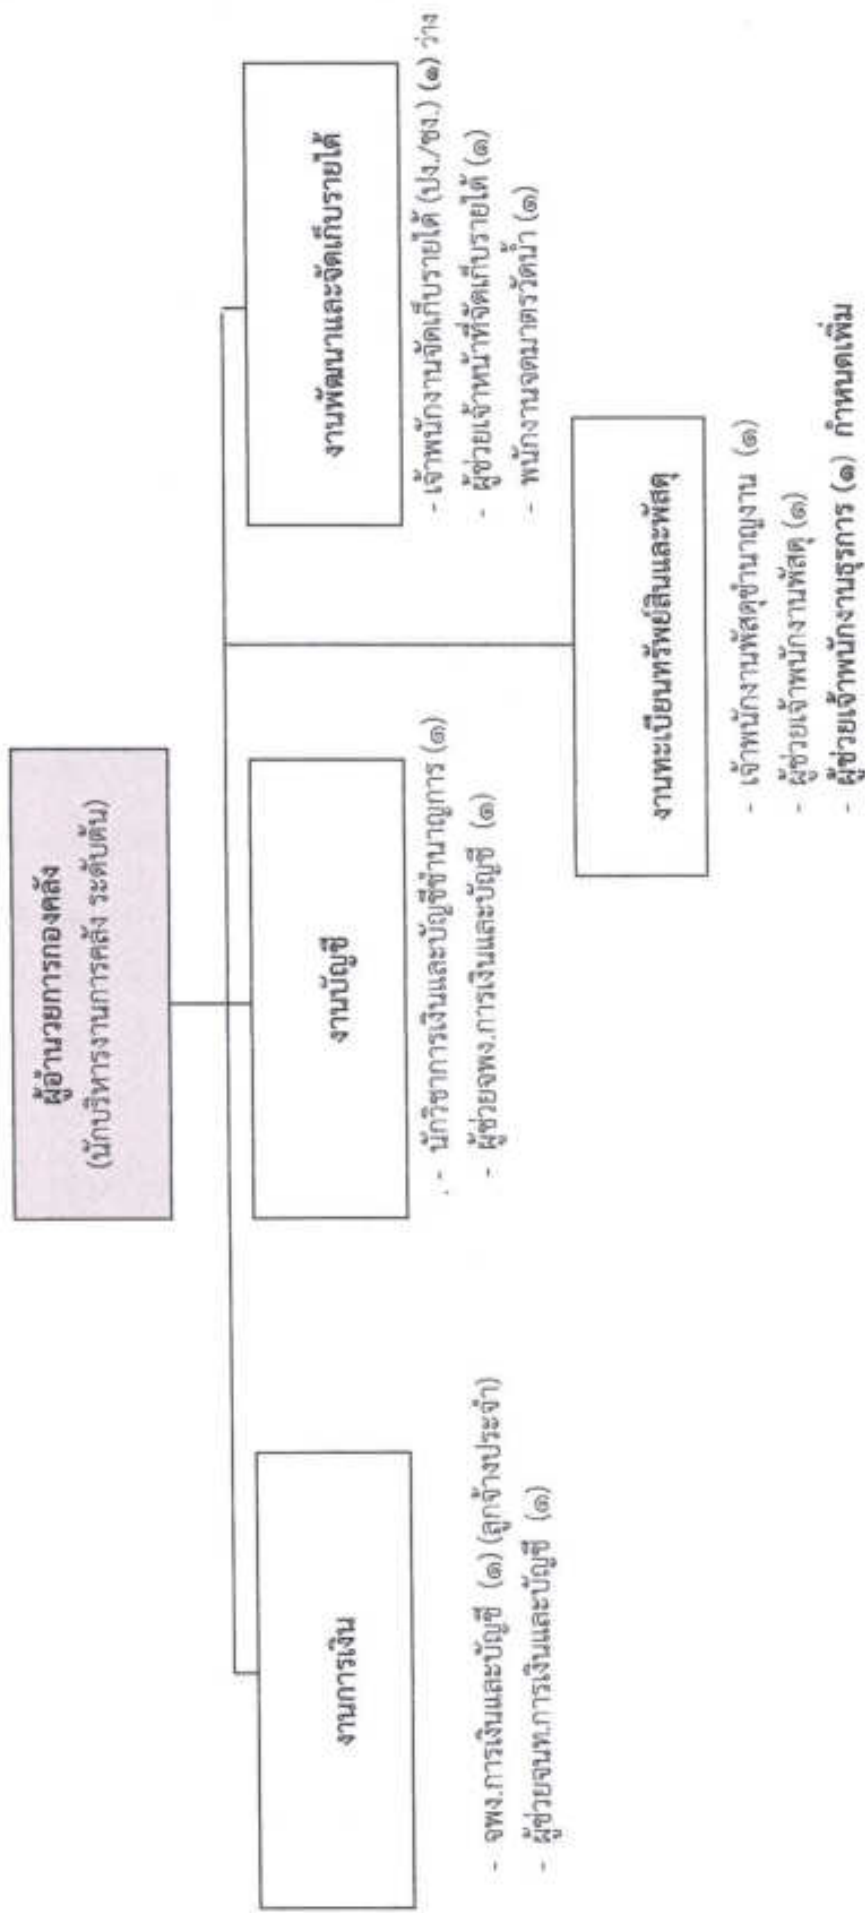 ผู้อำนวยการกองคลัง
(นักบริหารงานการคลัง ระดับต้น)
งานการเงิน
- จพง.การเงินและบัญชี (๑) (ลูกจ้างประจำ)
- ผู้ช่วยจนท.การเงินและบัญชี (๑)
งานบัญชี
- นักวิชาการเงินและบัญชีชำนาญการ (๑)
- ผู้ช่วยจพง.การเงินและบัญชี (๑)
งานพัฒนาและจัดเก็บรายได้
- เจ้าพนักงานจัดเก็บรายได้ (ปง./ชง.) (๑) ว่าง
- ผู้ช่วยเจ้าหน้าที่จัดเก็บรายได้ (๑)
- พนักงานจดมาตรวัดน้ำ (๑)
งานทะเบียนทรัพย์สินและพัสดุ
- เจ้าพนักงานพัสดุชำนาญงาน (๑)
- ผู้ช่วยเจ้าพนักงานพัสดุ (๑)
- ผู้ช่วยเจ้าพนักงานธุรการ (๑) กำหนดเพิ่ม